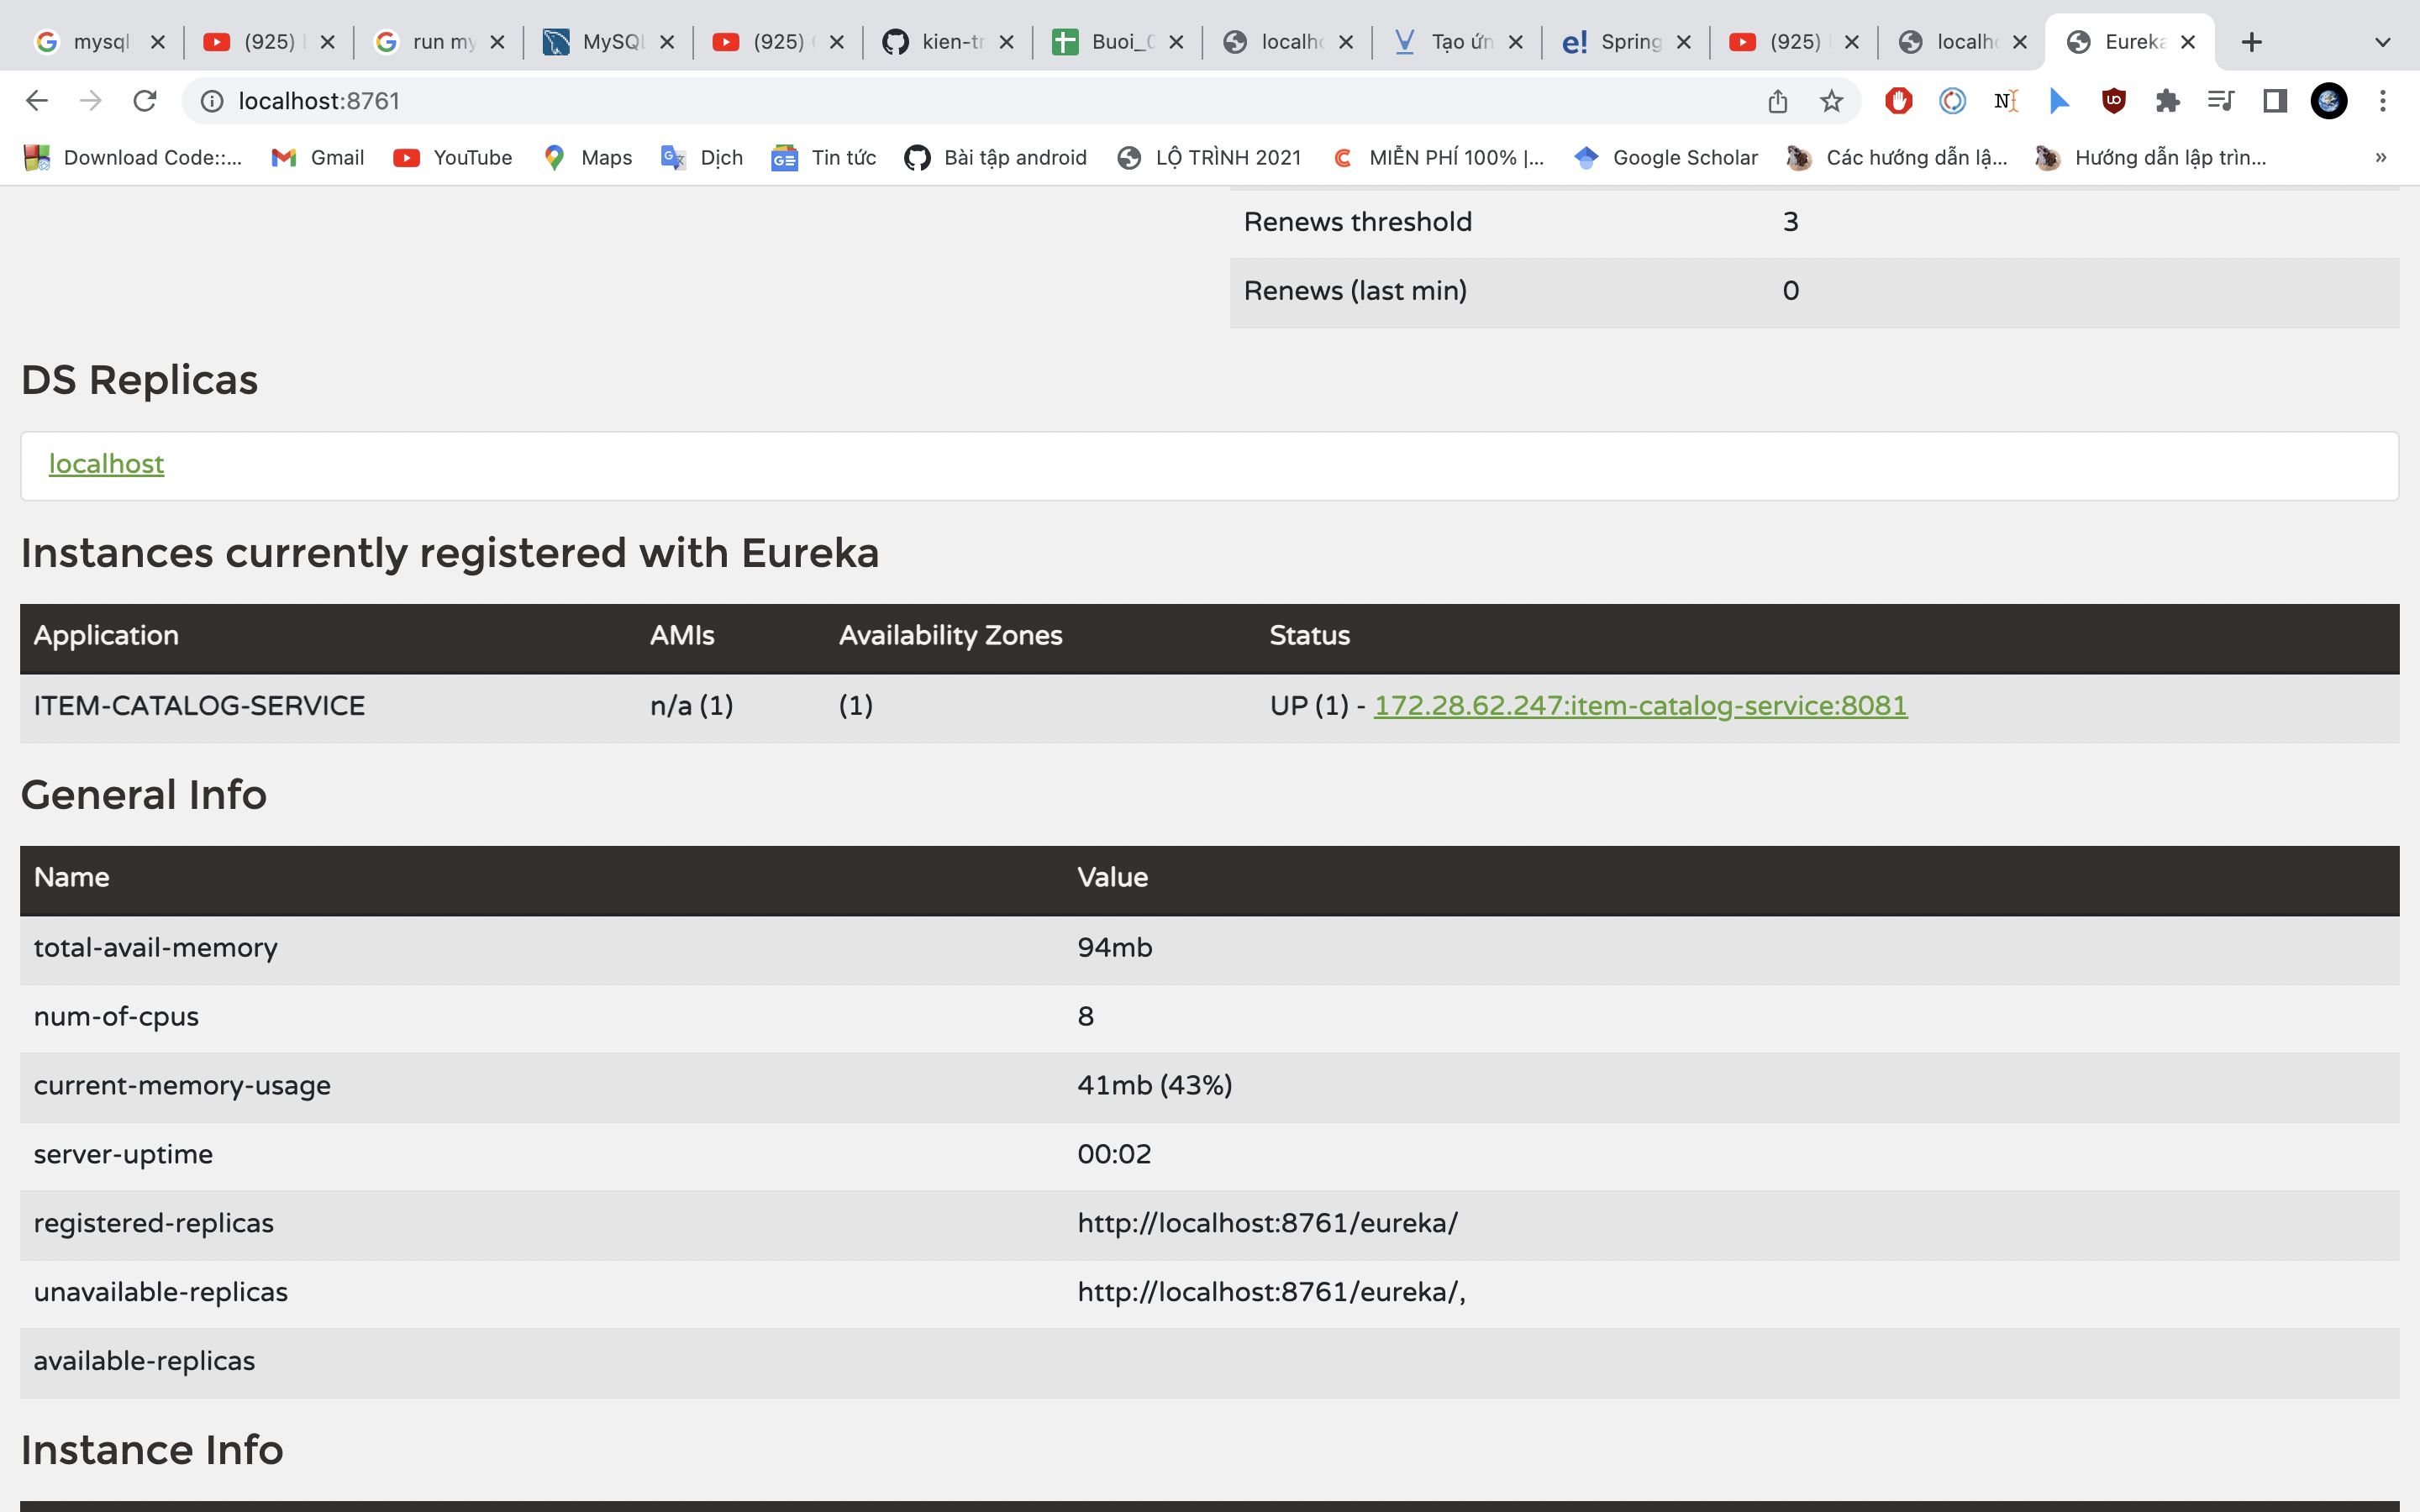 mysql (925) run my MySQL (925) kien-tr Buoi_0 localho Tạo ứn Spring (925) localho Eureka
localhost:8761
Download Code::... Gmail YouTube Maps Dịch Tin tức Bài tập android LỘ TRÌNH 2021 MIỄN PHÍ 100% |... Google Scholar Các hướng dẫn lậ... Hướng dẫn lập trìn... »
Renews threshold 3
Renews (last min) 0
DS Replicas
localhost
Instances currently registered with Eureka
Application AMIs Availability Zones Status
ITEM-CATALOG-SERVICE n/a (1) (1) UP (1) - 172.28.62.247:item-catalog-service:8081
General Info
Name Value
total-avail-memory 94mb
num-of-cpus 8
current-memory-usage 41mb (43%)
server-uptime 00:02
registered-replicas http://localhost:8761/eureka/
unavailable-replicas http://localhost:8761/eureka/,
available-replicas
Instance Info